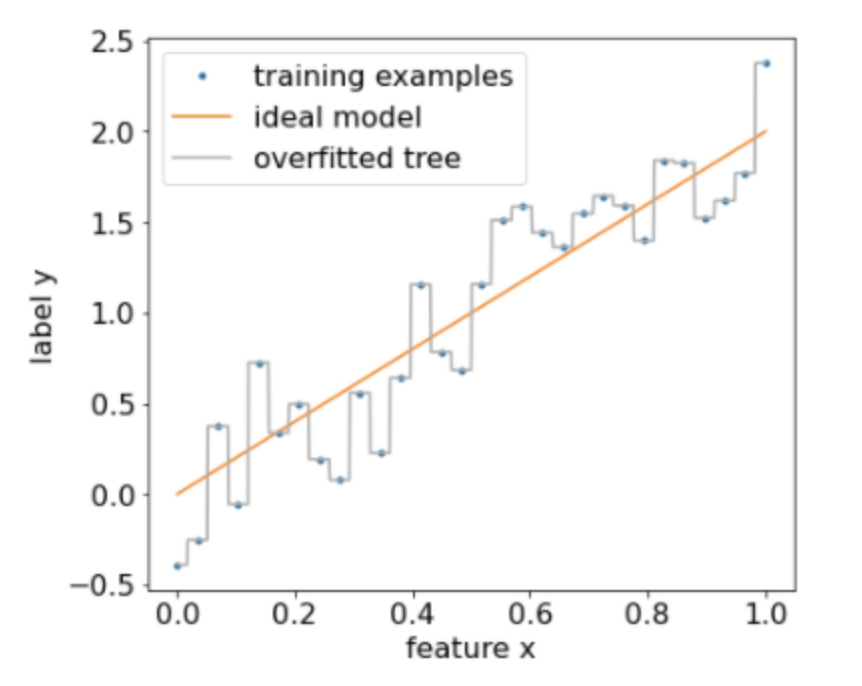 2.5
2.0
1.5
1.0
0.5
0.0
−0.5
label y
training examples
ideal model
overfitted tree
0.0 0.2 0.4 0.6 0.8 1.0
feature x